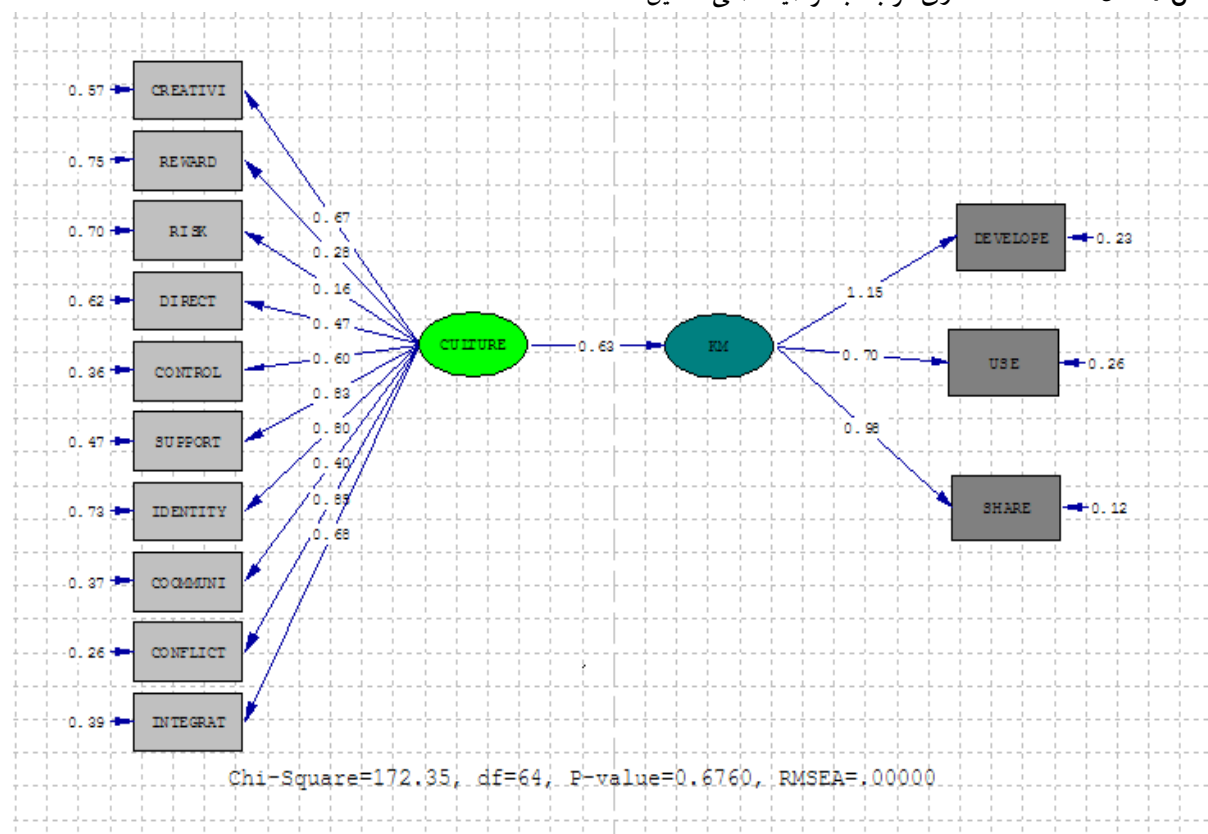 0.57 CREATIVI
0.75 REWARD
0.70 RISK
0.62 DIRECT
0.36 CONTROL
0.47 SUPPORT
0.73 IDENTITY
0.37 COOMMUNI
0.26 CONFLICT
0.39 INTEGRAT
0.67
0.28
0.16
0.47
0.60
0.83
0.80
0.40
0.85
0.68
CULTURE
0.63
KM
1.15
0.70
0.98
DEVELOPE 0.23
USE 0.26
SHARE 0.12
Chi-Square=172.35, df=64, P-value=0.6760, RMSEA=.00000